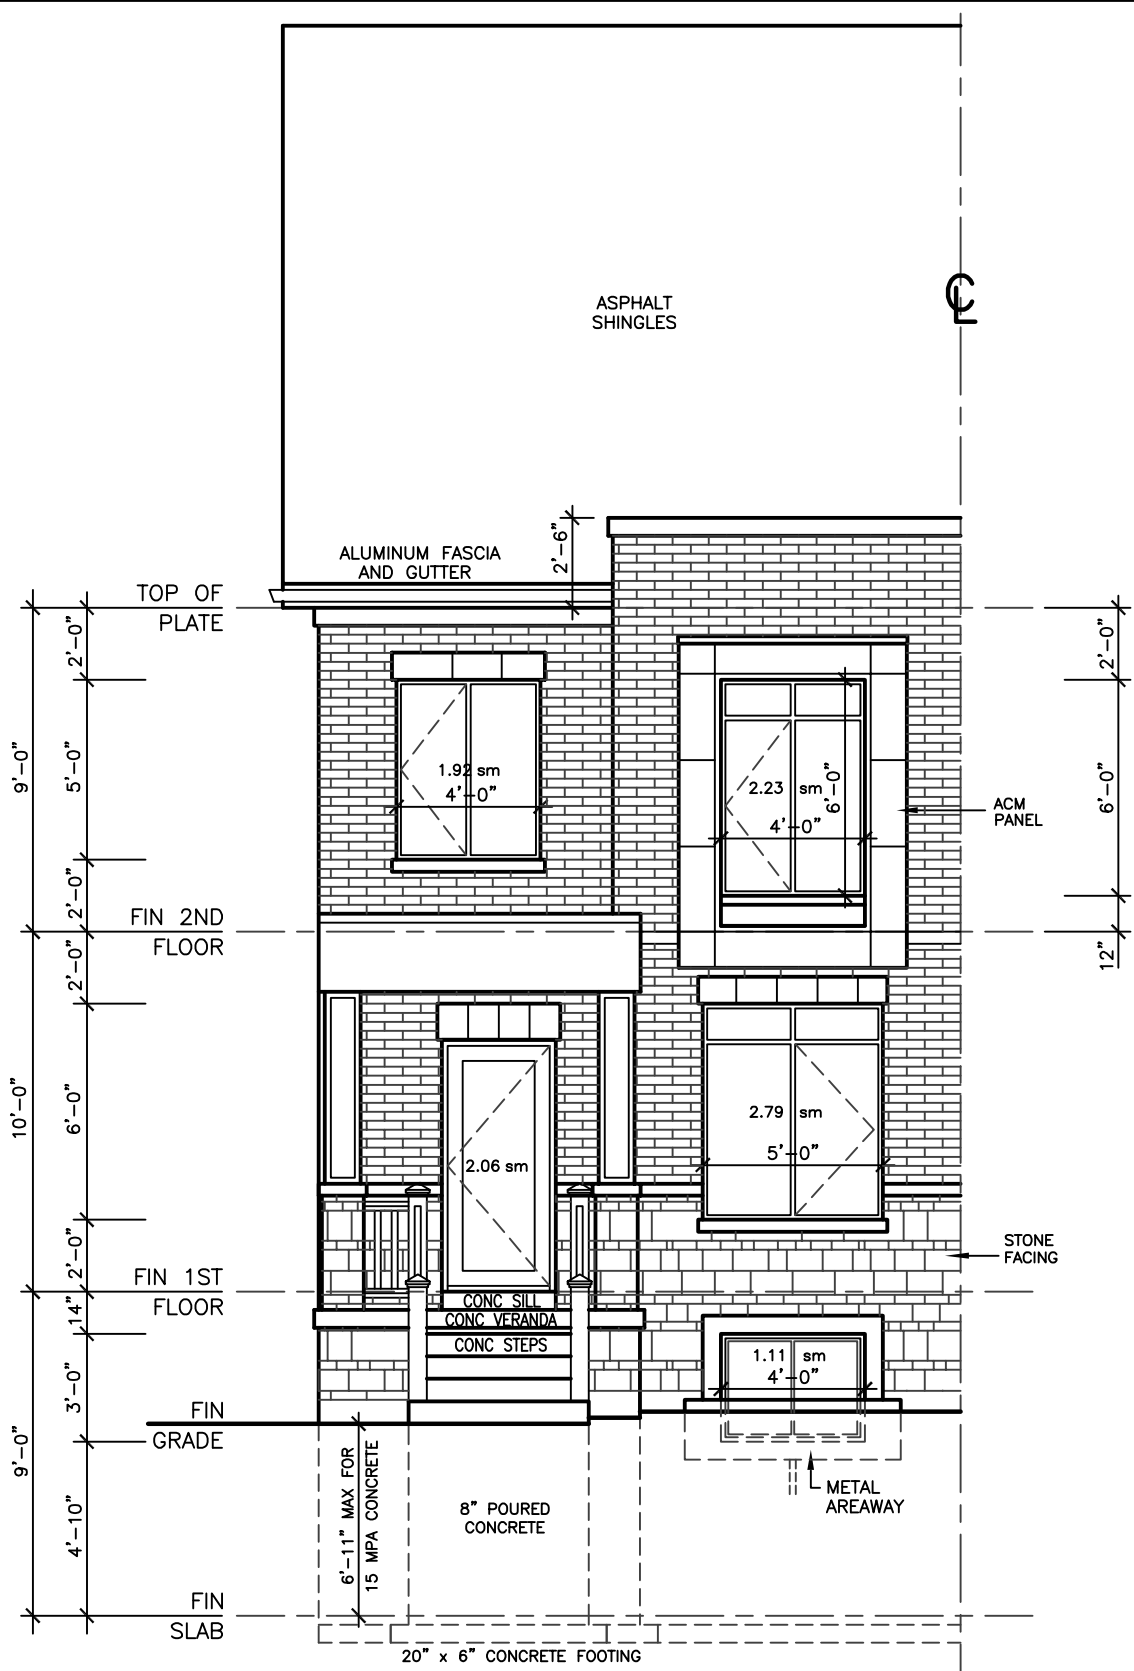 ASPHALT
SHINGLES
CL
2'-6"
ALUMINUM FASCIA
AND GUTTER
TOP OF
PLATE
2'-0"
2'-0"
9'-0"
5'-0"
1.92 sm
4'-0"
2.23 sm
6'-0"
4'-0"
6'-0"
ACM
PANEL
2'-0"
FIN 2ND
FLOOR
12"
2'-0"
10'-0"
6'-0"
2.79 sm
5'-0"
2.06 sm
STONE
FACING
2'-0"
FIN 1ST
FLOOR
14"
CONC SILL
CONC VERANDA
CONC STEPS
1.11 sm
4'-0"
3'-0"
FIN
GRADE
9'-0"
4'-10"
6'-11" MAX FOR
15 MPA CONCRETE
8" POURED
CONCRETE
METAL
AREAWAY
FIN
SLAB
20" x 6" CONCRETE FOOTING